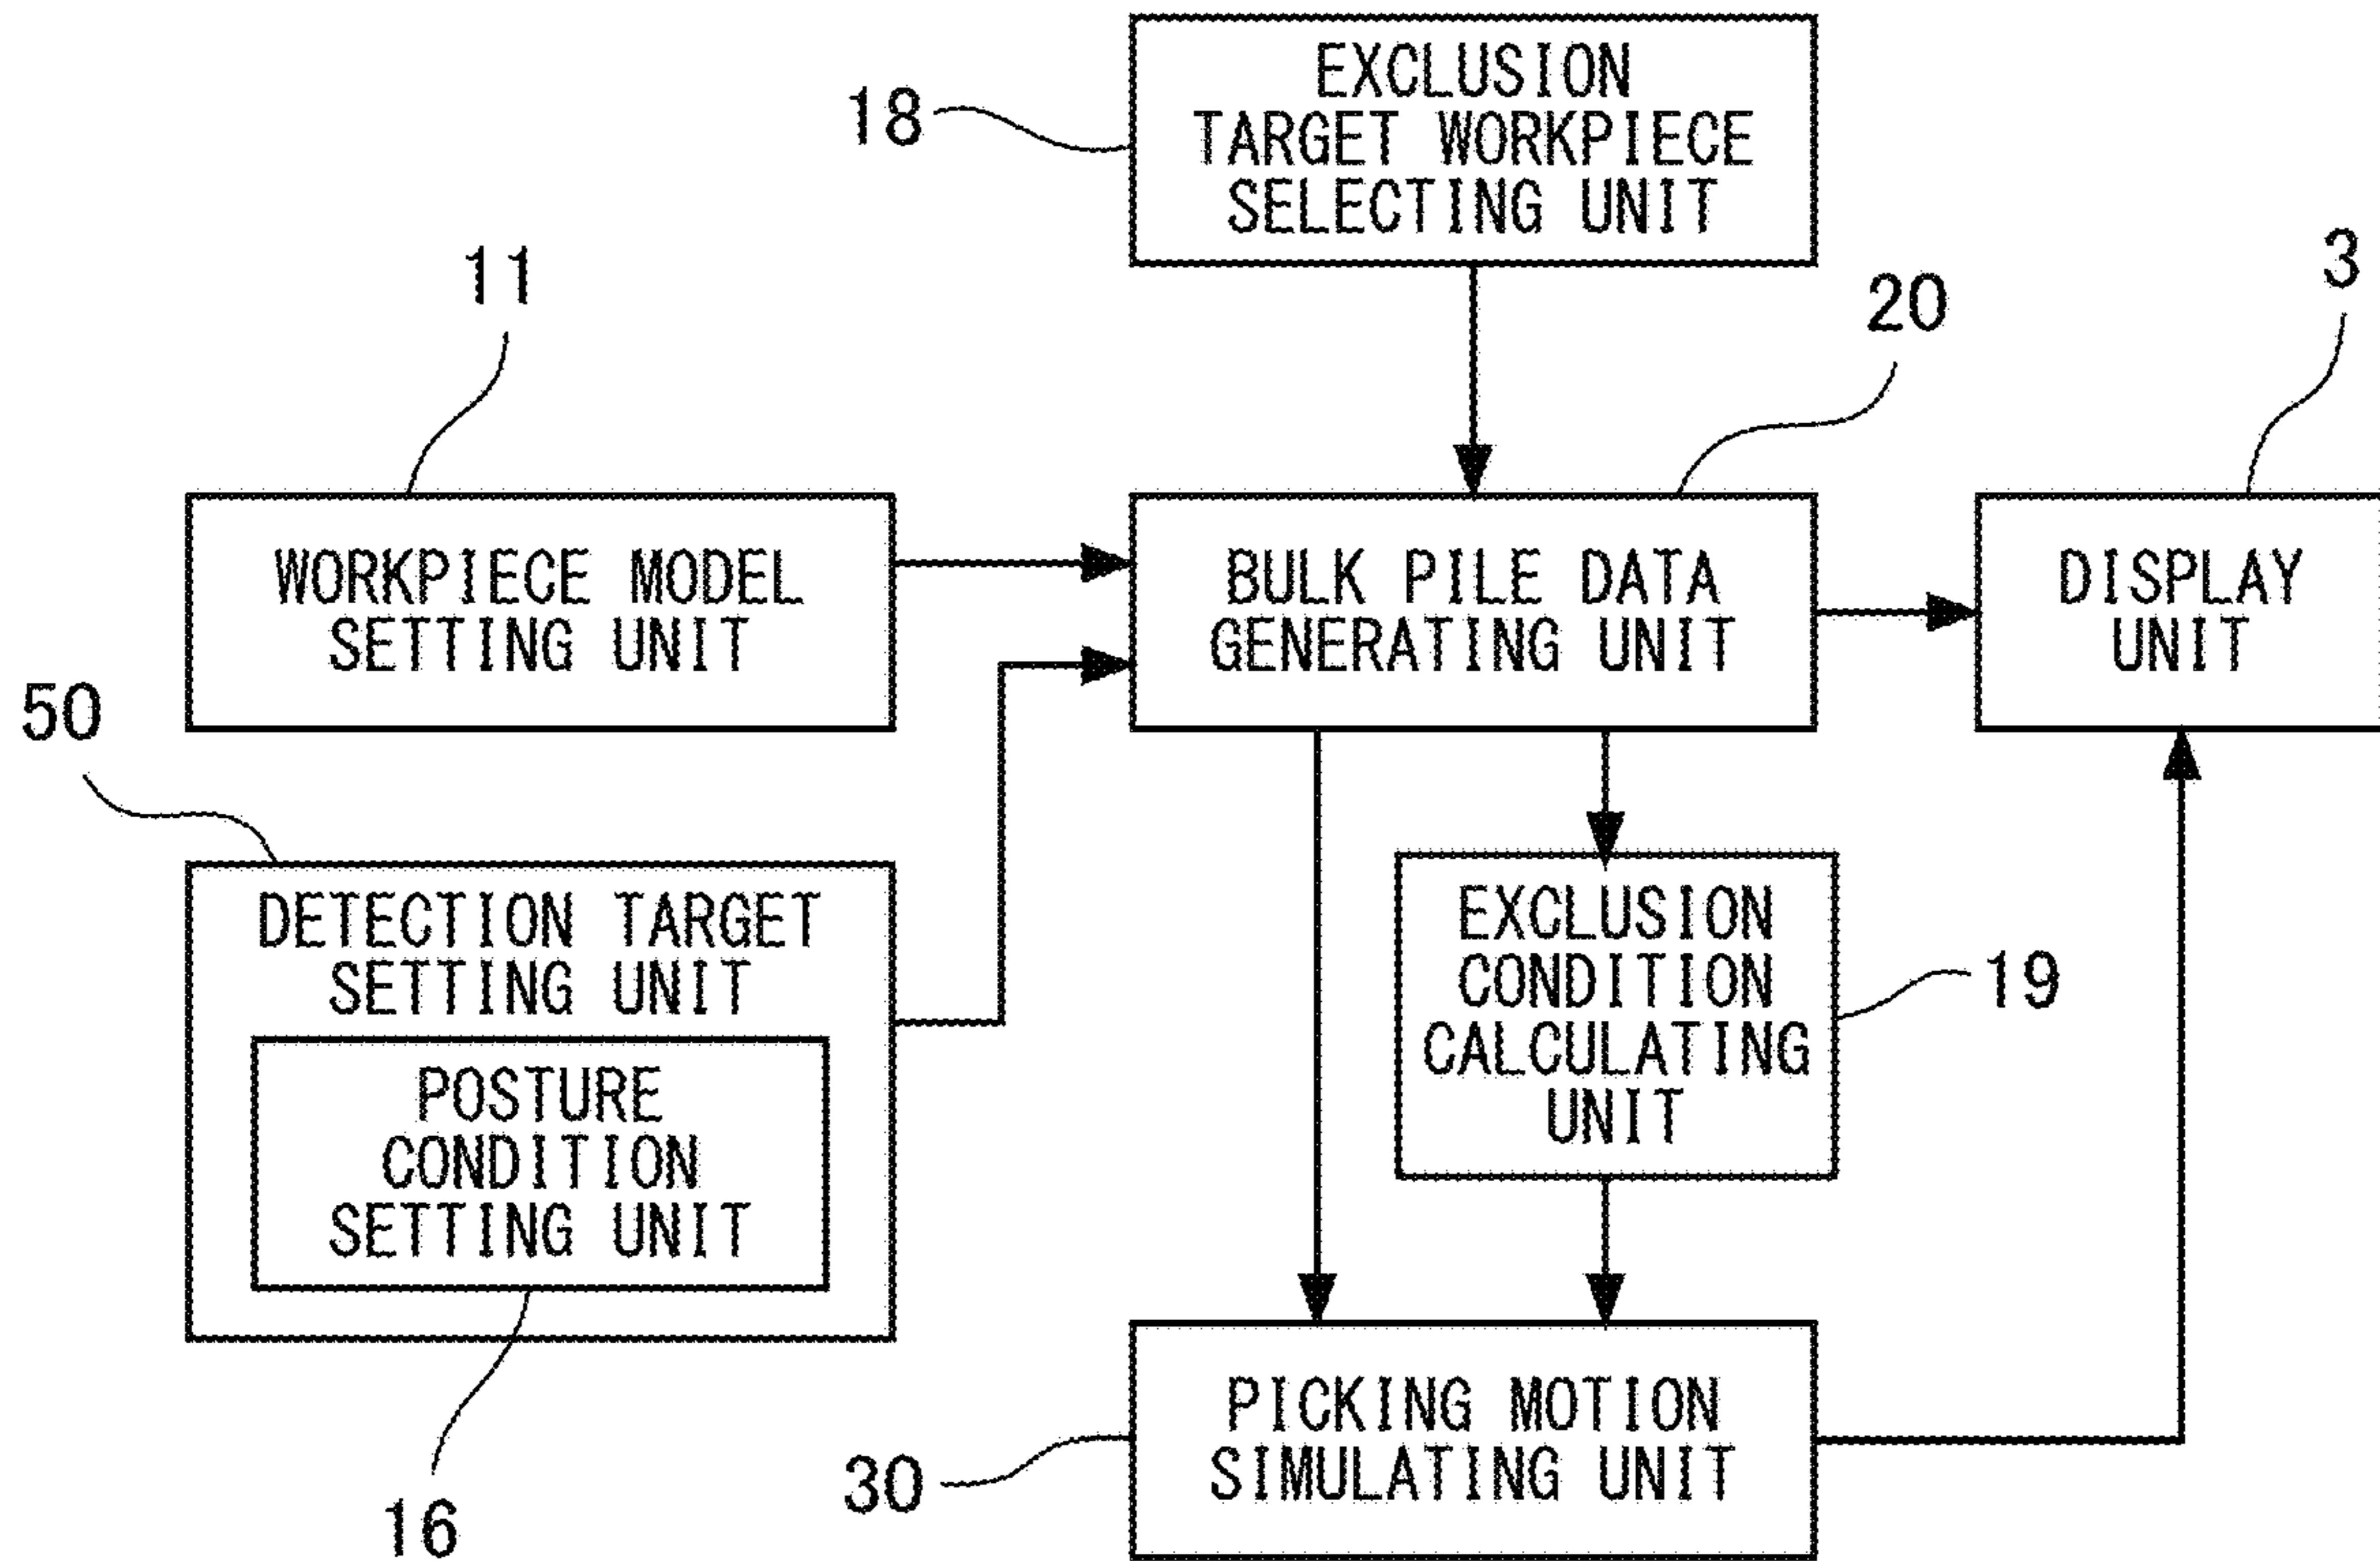 EXCLUSION
TARGET WORKPIECE
SELECTING UNIT
18
11
20
3
WORKPIECE MODEL
SETTING UNIT
BULK PILE DATA
GENERATING UNIT
DISPLAY
UNIT
50
DETECTION TARGET
SETTING UNIT
POSTURE
CONDITION
SETTING UNIT
16
EXCLUSION
CONDITION
CALCULATING
UNIT
19
PICKING MOTION
SIMULATING UNIT
30